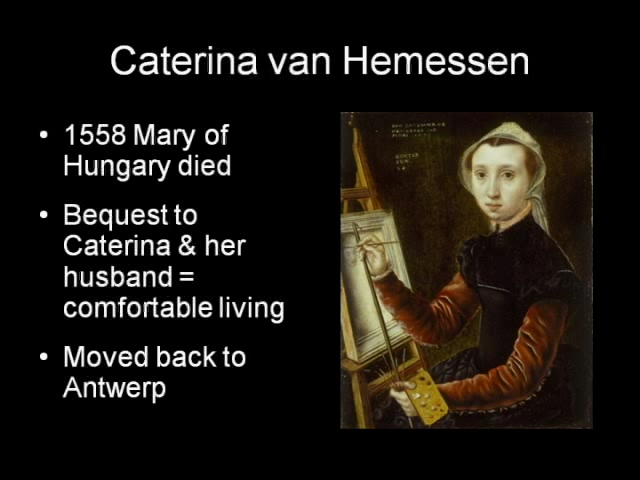 Caterina van Hemessen
• 1558 Mary of
Hungary died
• Bequest to
Caterina & her
husband =
comfortable living
• Moved back to
Antwerp